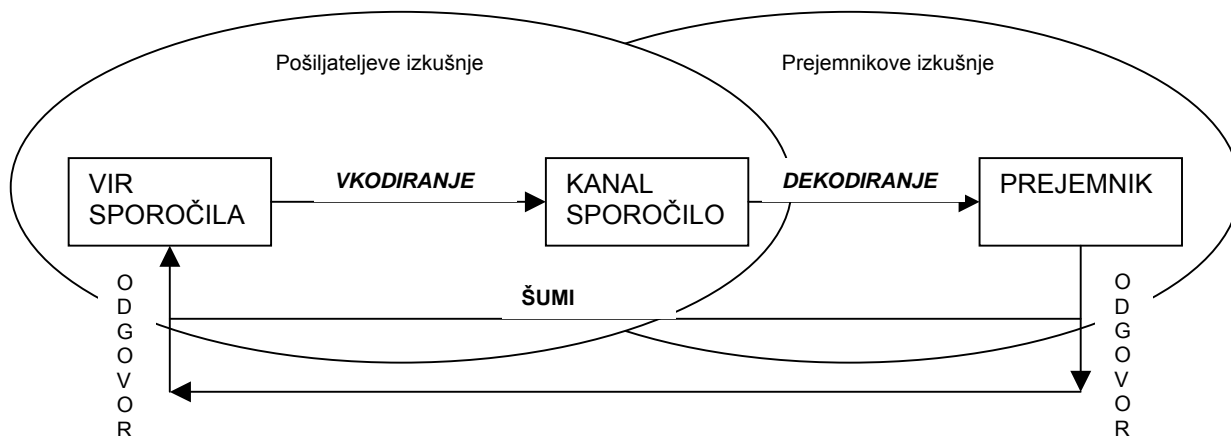 Pošiljateljeve izkušnje
Prejemnikove izkušnje
VIR
SPOROČILA
VKODIRANJE
KANAL
SPOROČILO
DEKODIRANJE
PREJEMNIK
ŠUMI
O
D
G
O
V
O
R
O
D
G
O
V
O
R